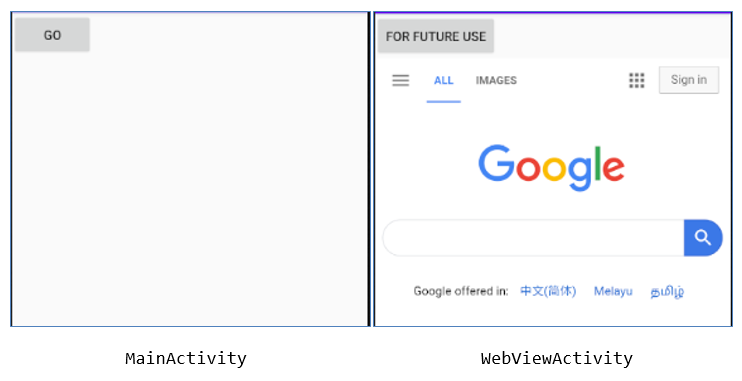 GO
FOR FUTURE USE
ALL IMAGES Sign in
Google
Google offered in: 中文(简体) Melayu தமிழ்
MainActivity WebViewActivity